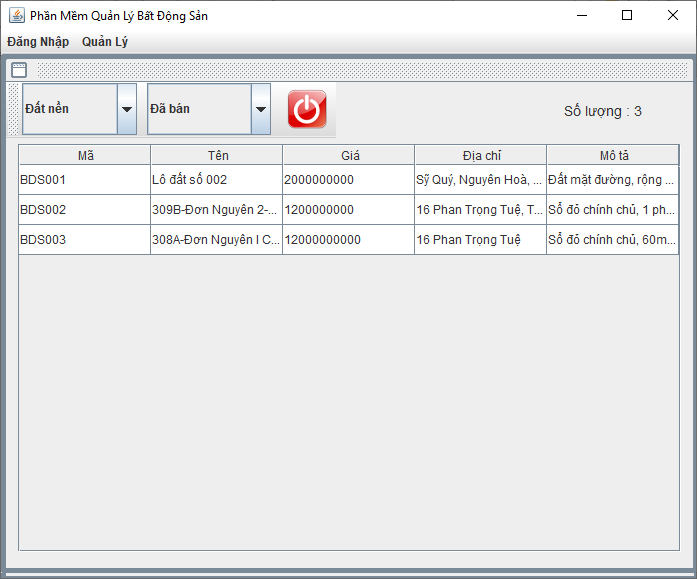 Phần Mềm Quản Lý Bất Động Sản
Đăng Nhập Quản Lý
Đất nền Đã bán Số lượng : 3
Mã Tên Giá Địa chỉ Mô tả
BDS001 Lô đất số 002 2000000000 Sỹ Quý, Nguyên Hoà, ... Đất mặt đường, rộng ...
BDS002 309B-Đơn Nguyên 2-... 1200000000 16 Phan Trọng Tuệ, T... Sổ đỏ chính chủ, 1 ph...
BDS003 308A-Đơn Nguyên I C... 12000000000 16 Phan Trọng Tuệ Sổ đỏ chính chủ, 60m...